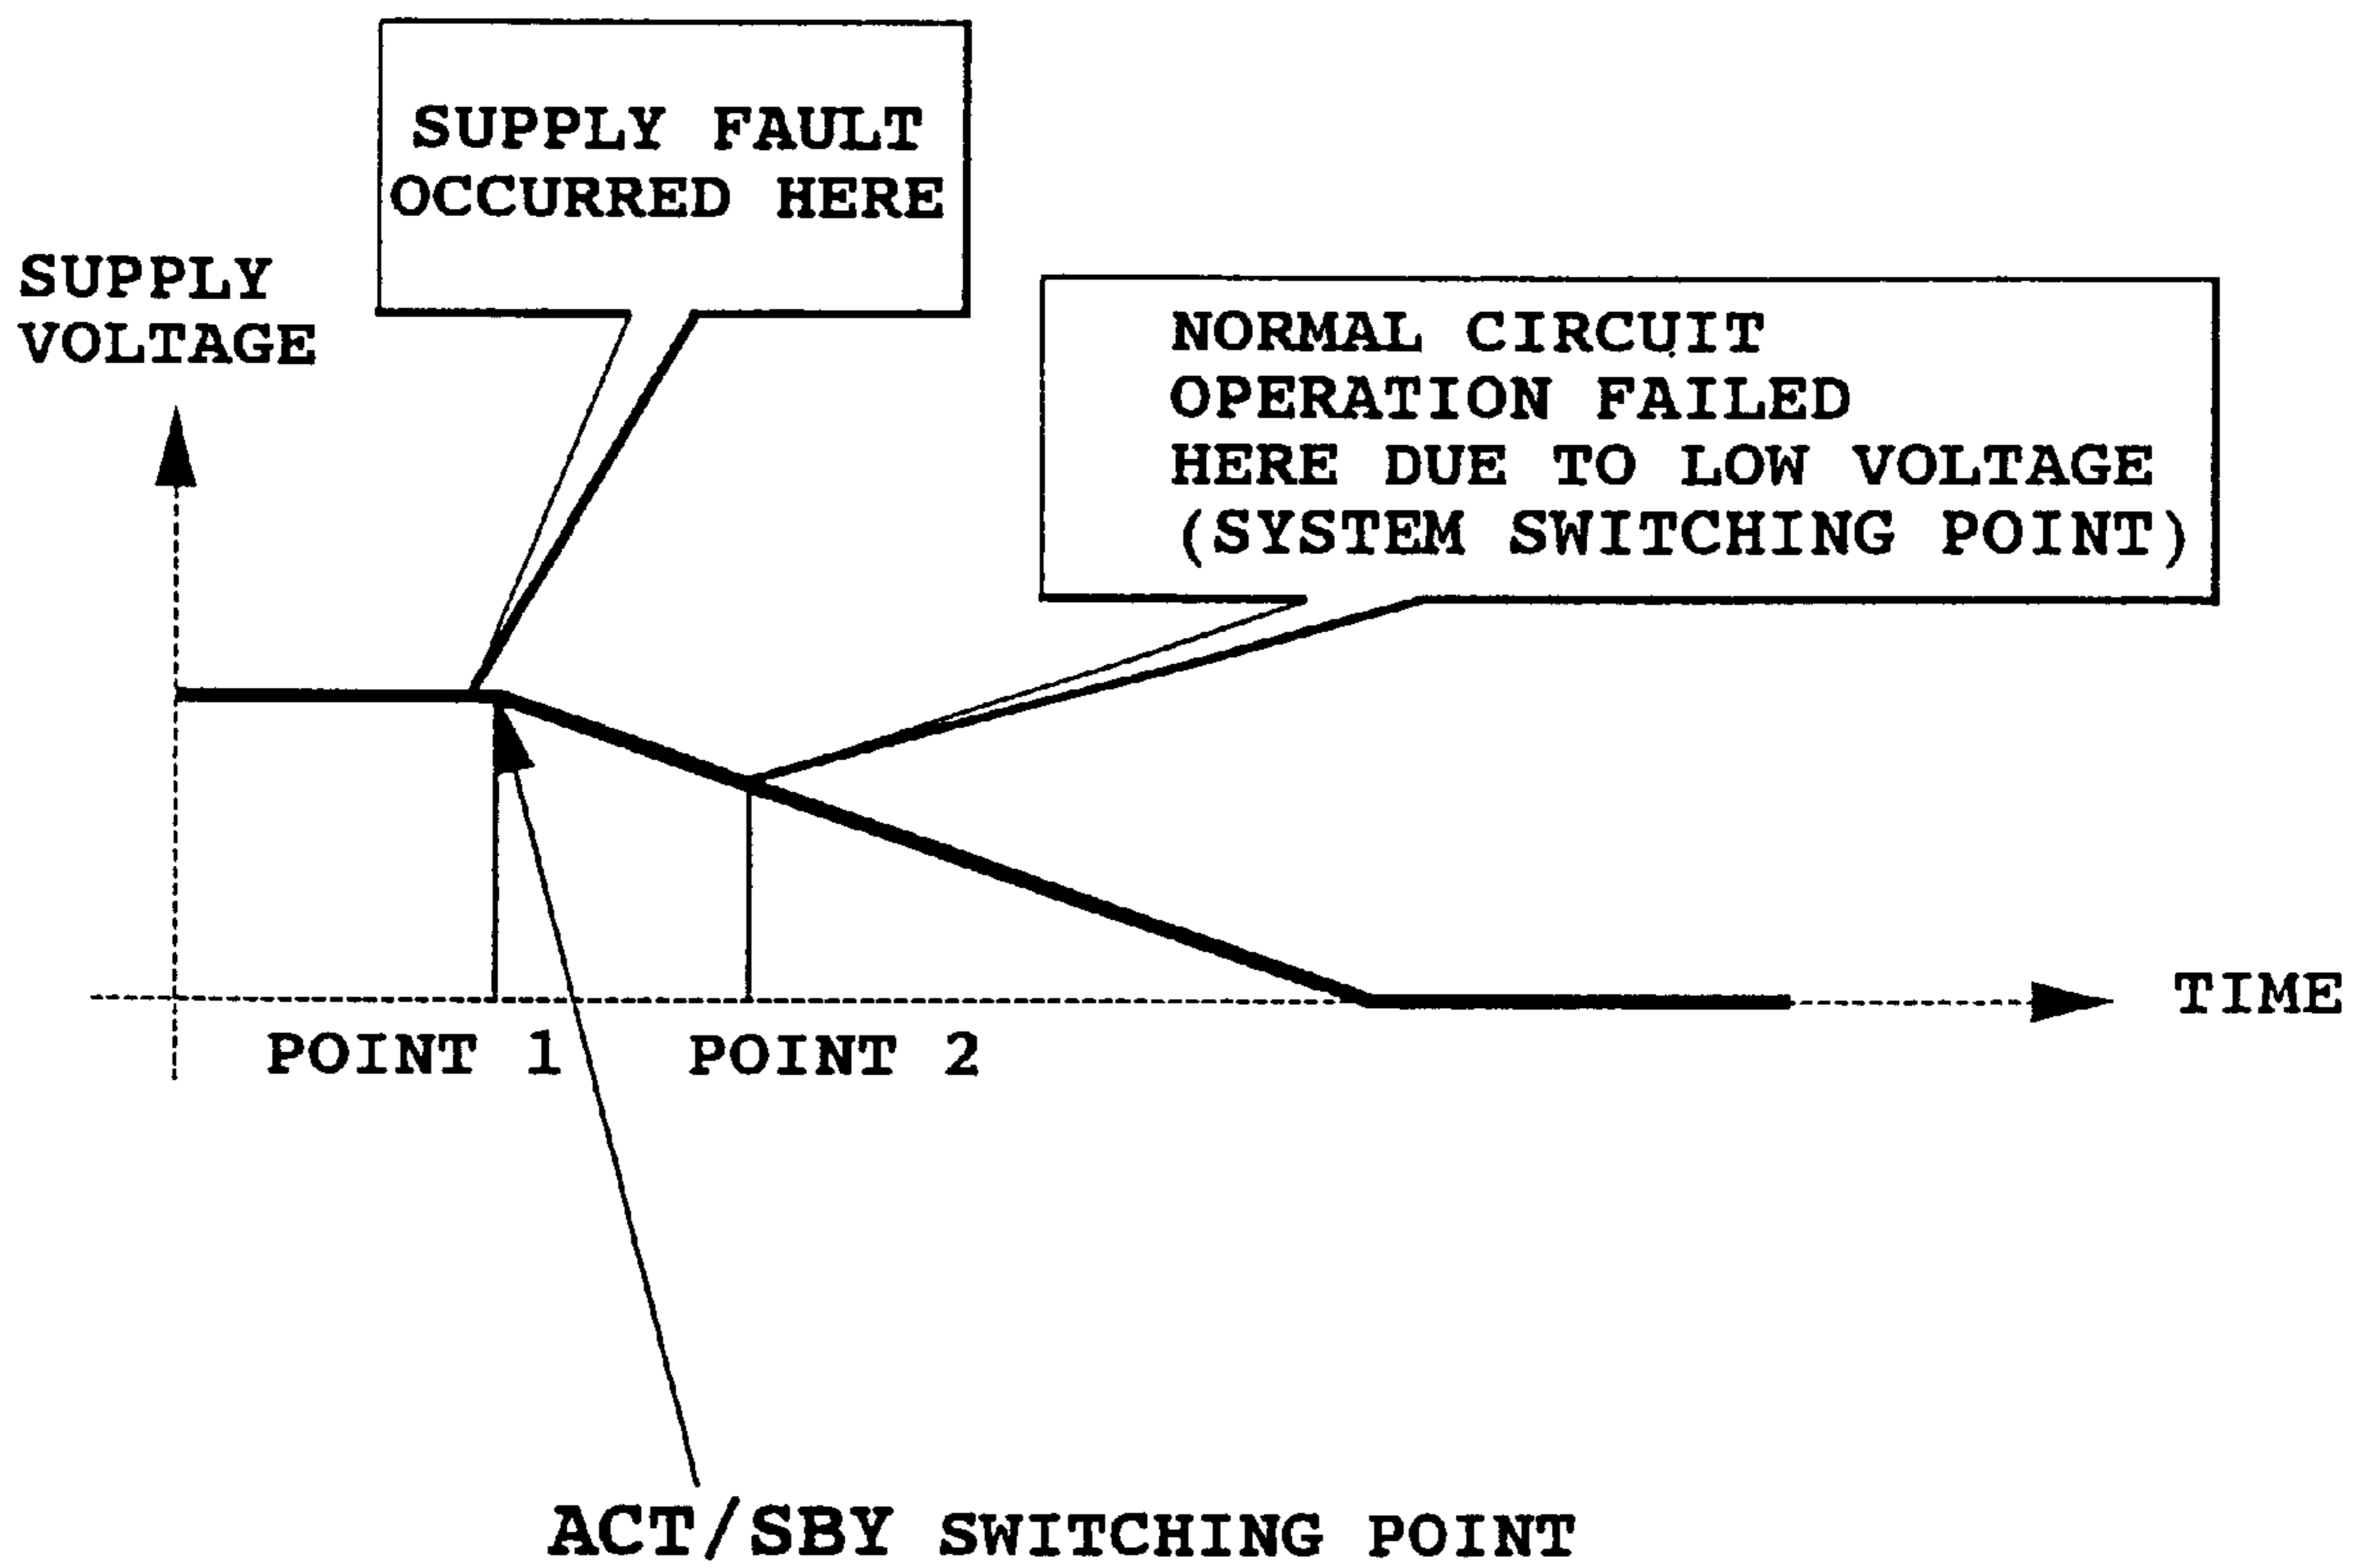 SUPPLY FAULT
OCCURRED HERE
SUPPLY
VOLTAGE
NORMAL CIRCUIT
OPERATION FAILED
HERE DUE TO LOW VOLTAGE
(SYSTEM SWITCHING POINT)
TIME
POINT 1
POINT 2
ACT/SBY SWITCHING POINT